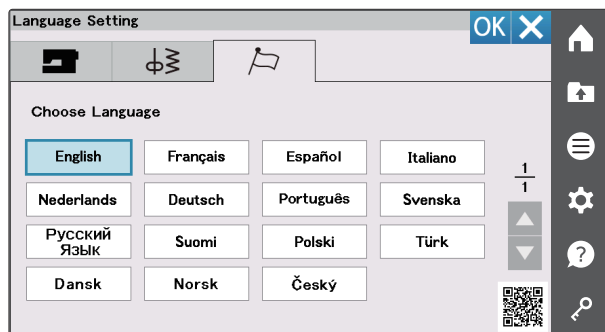 Language Setting
OK
Choose Language
English Français Español Italiano
1
1
Nederlands Deutsch Português Svenska
Русский
Язык
Suomi Polski Türk
Dansk Norsk Český
?